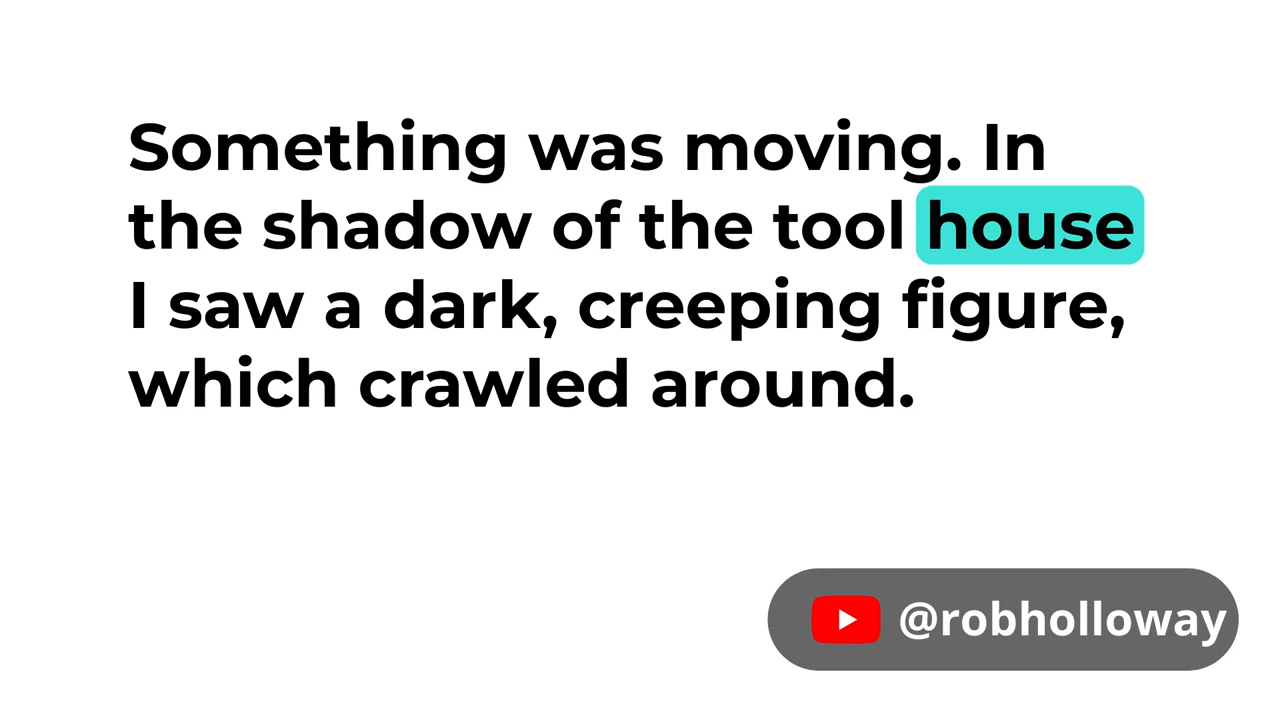 Something was moving. In
the shadow of the tool house
I saw a dark, creeping figure,
which crawled around.
@robholloway